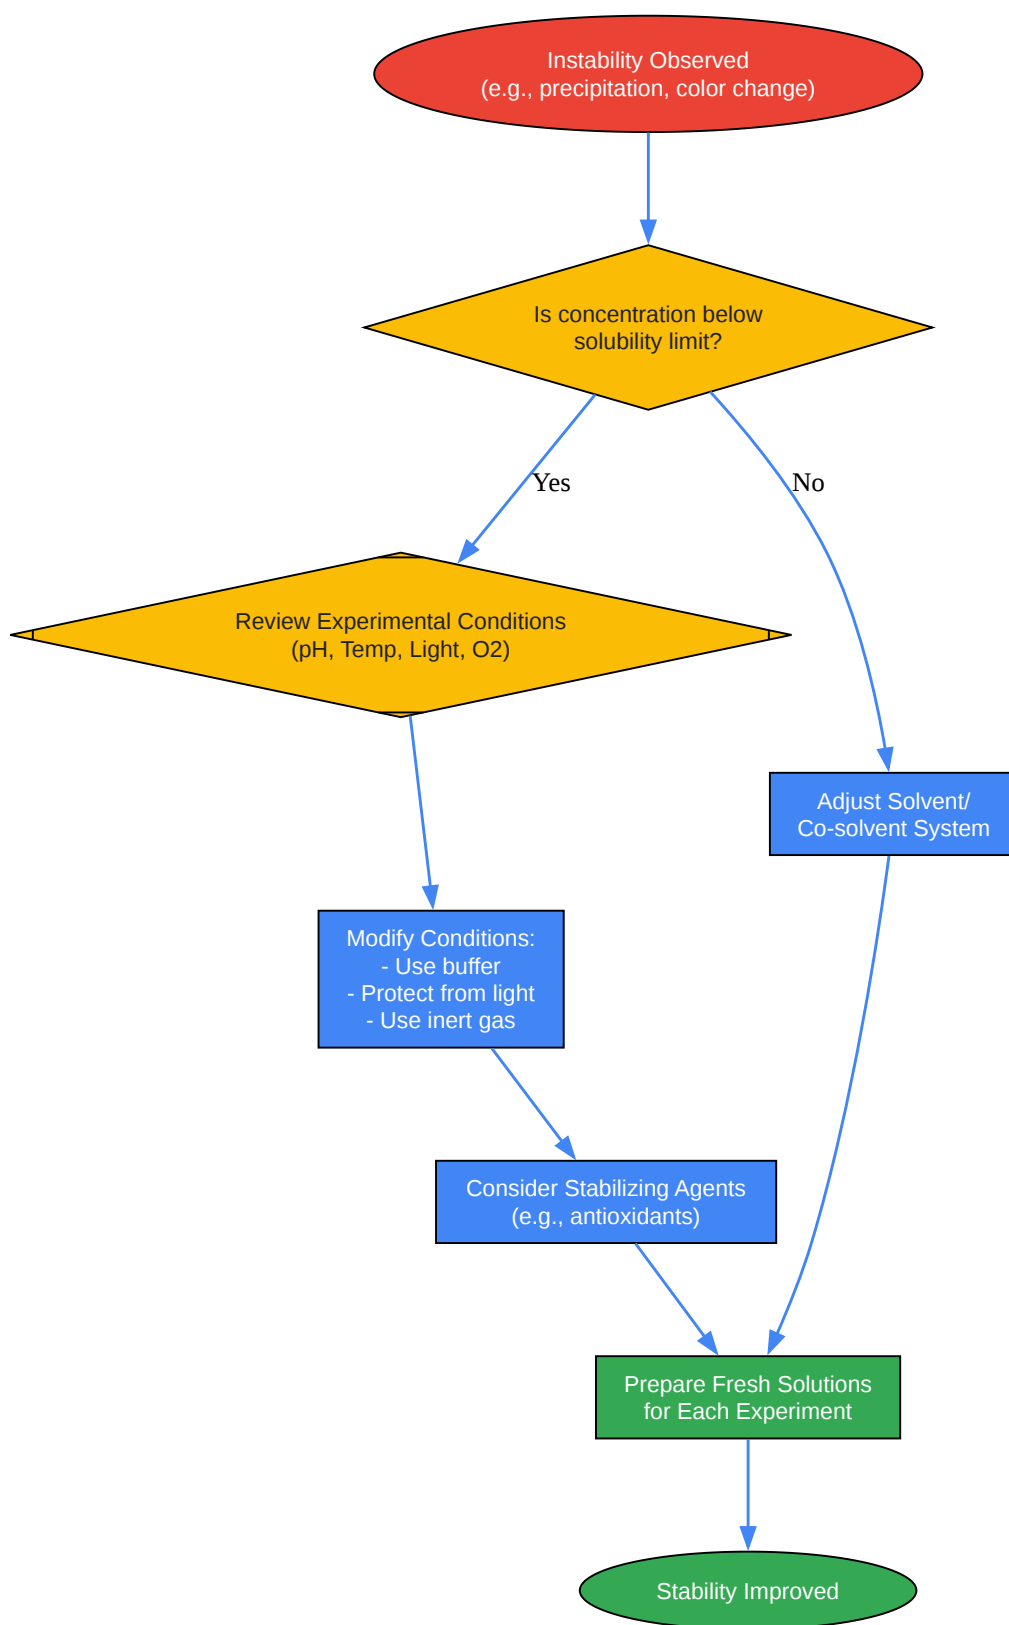 Instability Observed
(e.g., precipitation, color change)
Is concentration below
solubility limit?
Yes
No
Review Experimental Conditions
(pH, Temp, Light, O2)
Adjust Solvent/
Co-solvent System
Modify Conditions:
- Use buffer
- Protect from light
- Use inert gas
Consider Stabilizing Agents
(e.g., antioxidants)
Prepare Fresh Solutions
for Each Experiment
Stability Improved